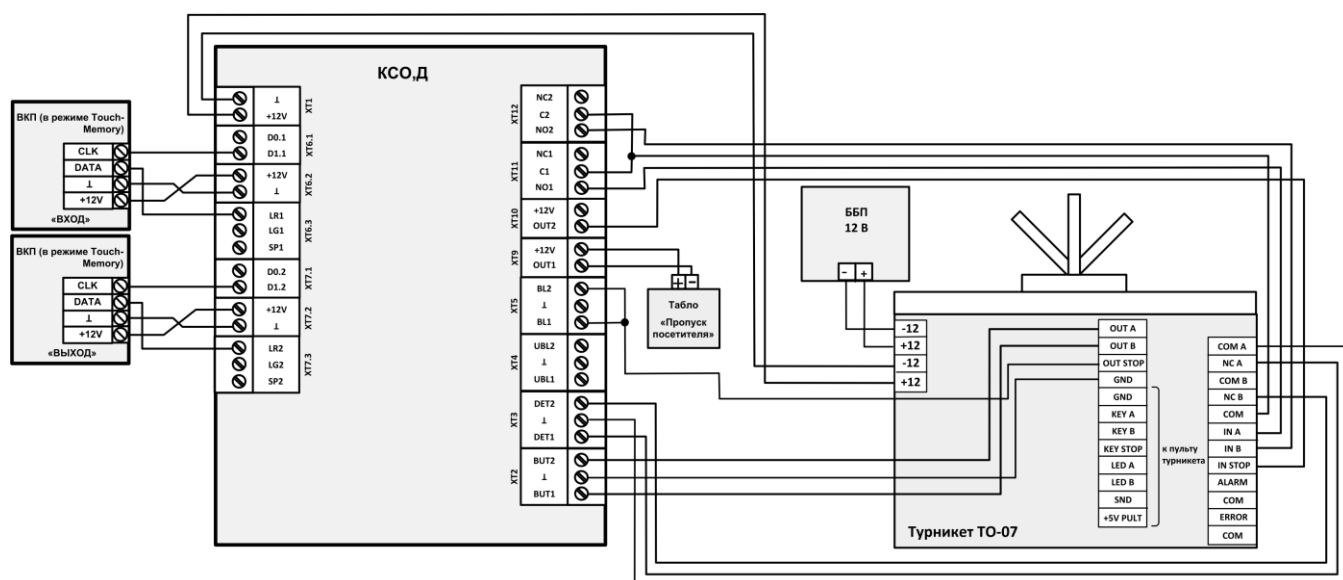 КСО,Д
ВКП (в режиме Touch-
Memory)
CLK
DATA
⊥
+12V
«ВХОД»
ВКП (в режиме Touch-
Memory)
CLK
DATA
⊥
+12V
«ВЫХОД»
⊥
+12V
XT1
D0.1
D1.1
XT6.1
+12V
⊥
XT6.2
LR1
LG1
SP1
XT6.3
D0.2
D1.2
XT7.1
+12V
⊥
XT7.2
LR2
LG2
SP2
XT7.3
XT12
NC2
C2
NO2
XT11
NC1
C1
NO1
XT10
+12V
OUT2
XT9
+12V
OUT1
XT5
BL2
⊥
BL1
XT4
UBL2
⊥
UBL1
XT3
DET2
⊥
DET1
XT2
BUT2
⊥
BUT1
+ −
Табло
«Пропуск
посетителя»
ББП
12 В
- +
-12
+12
-12
+12
OUT A
OUT B
OUT STOP
GND
GND
KEY A
KEY B
KEY STOP
LED A
LED B
SND
+5V PULT
к пульту
турникета
COM A
NC A
COM B
NC B
COM
IN A
IN B
IN STOP
ALARM
COM
ERROR
COM
Турникет ТО-07